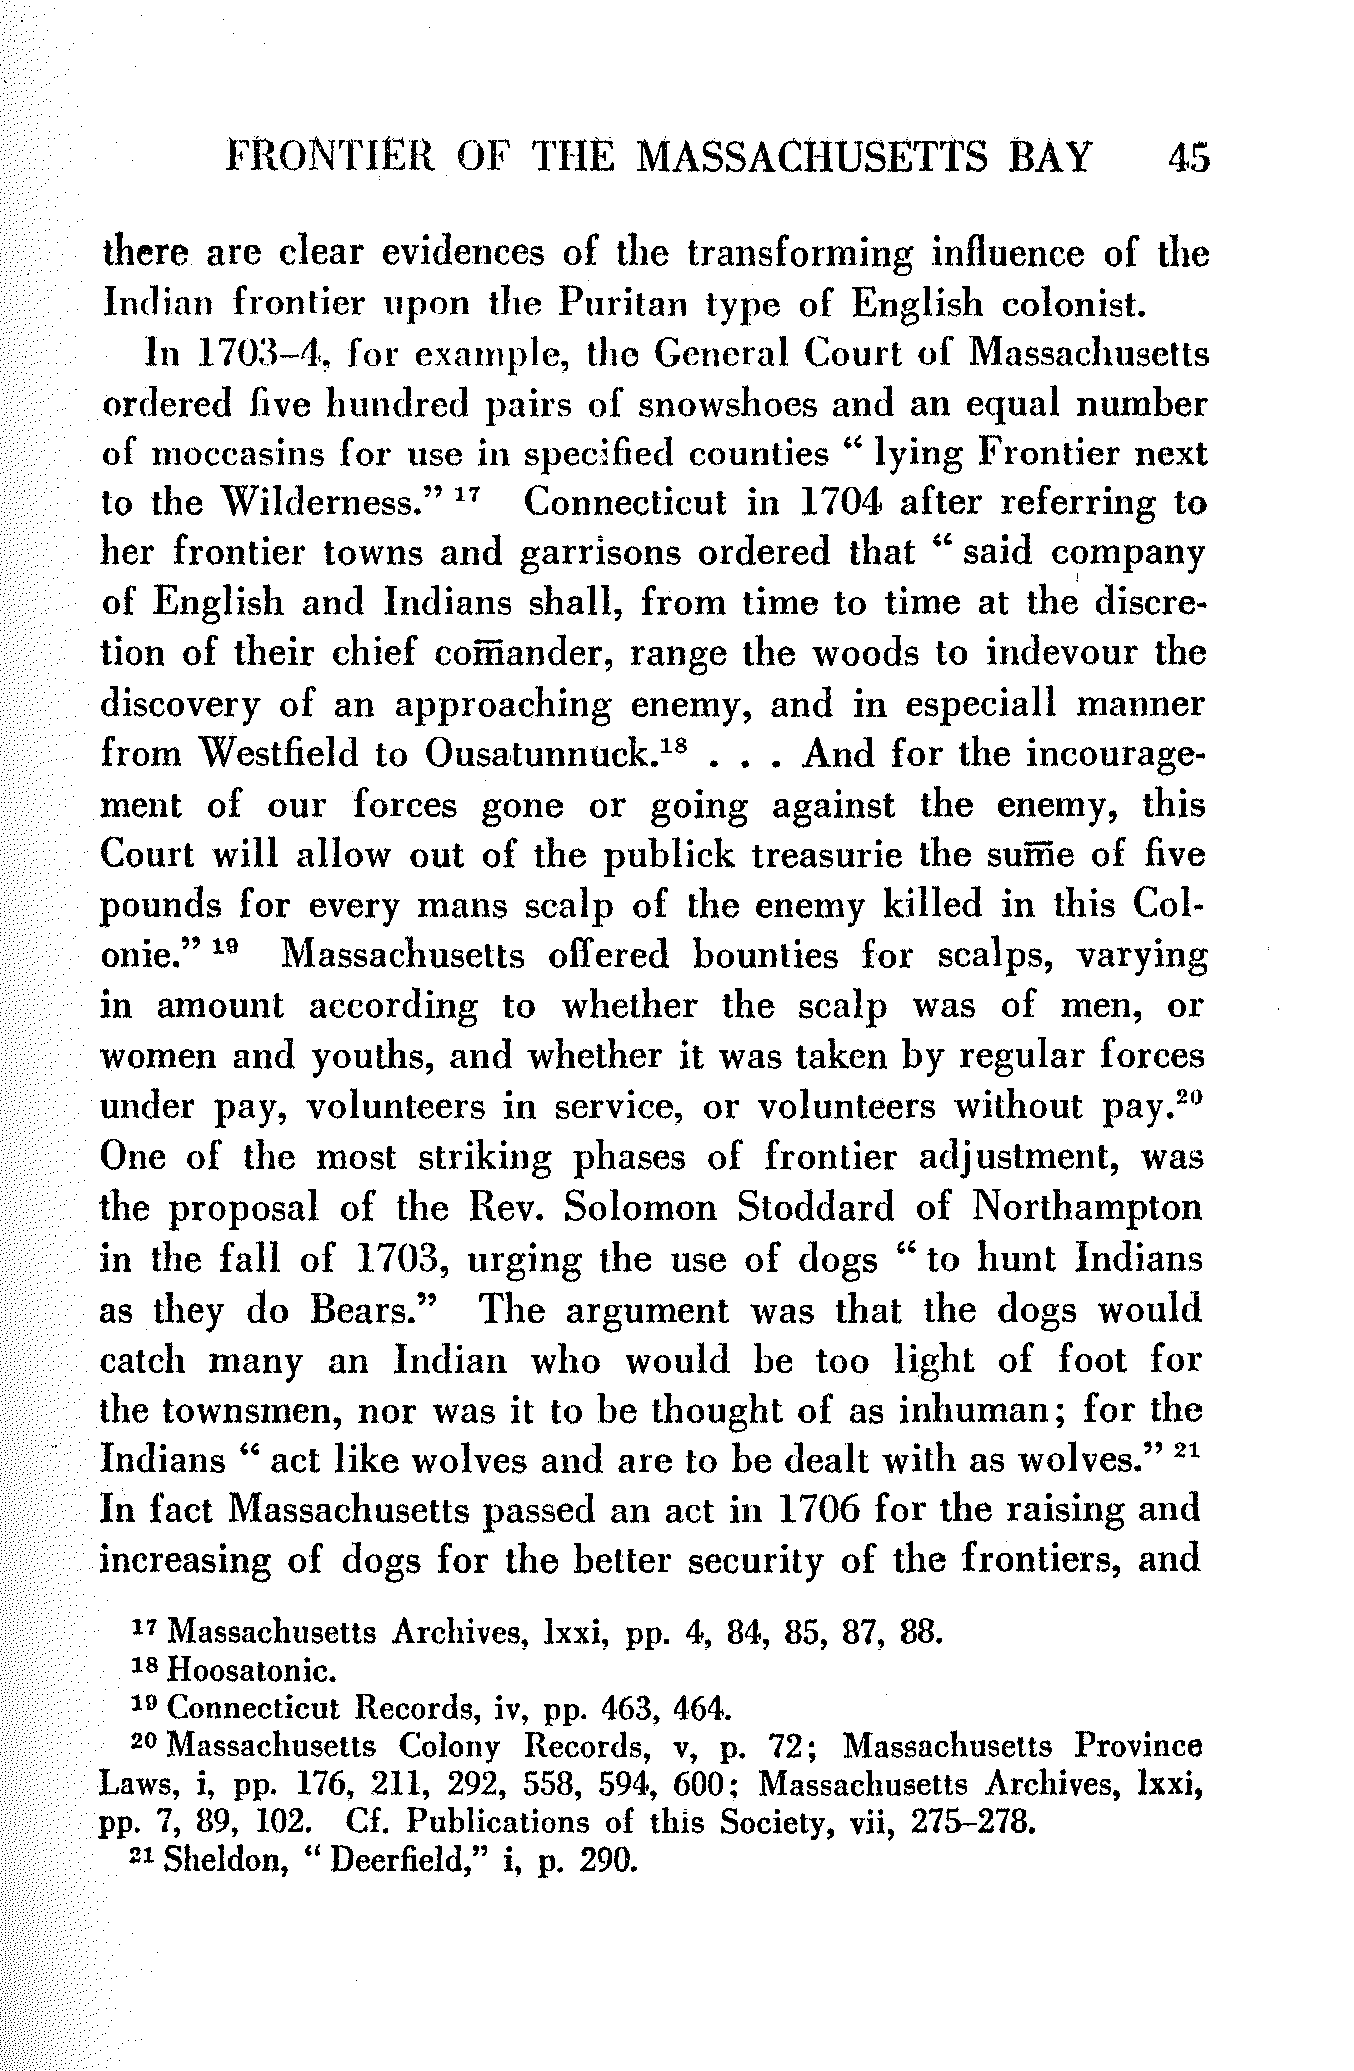 FRONTIER OF THE MASSACHUSETTS BAY 45
there are clear evidences of the transforming influence of the
Indian frontier upon the Puritan type of English colonist.
In 1703–4, for example, the General Court of Massachusetts
ordered five hundred pairs of snowshoes and an equal number
of moccasins for use in specified counties “ lying Frontier next
to the Wilderness.” 17 Connecticut in 1704 after referring to
her frontier towns and garrisons ordered that “ said company
of English and Indians shall, from time to time at the discre-
tion of their chief com̄ander, range the woods to indevour the
discovery of an approaching enemy, and in especiall manner
from Westfield to Ousatunnuck.18 . . . And for the incourage-
ment of our forces gone or going against the enemy, this
Court will allow out of the publick treasurie the sum̄e of five
pounds for every mans scalp of the enemy killed in this Col-
onie.” 19 Massachusetts offered bounties for scalps, varying
in amount according to whether the scalp was of men, or
women and youths, and whether it was taken by regular forces
under pay, volunteers in service, or volunteers without pay.20
One of the most striking phases of frontier adjustment, was
the proposal of the Rev. Solomon Stoddard of Northampton
in the fall of 1703, urging the use of dogs “ to hunt Indians
as they do Bears.” The argument was that the dogs would
catch many an Indian who would be too light of foot for
the townsmen, nor was it to be thought of as inhuman; for the
Indians “ act like wolves and are to be dealt with as wolves.” 21
In fact Massachusetts passed an act in 1706 for the raising and
increasing of dogs for the better security of the frontiers, and
17 Massachusetts Archives, lxxi, pp. 4, 84, 85, 87, 88.
18 Hoosatonic.
19 Connecticut Records, iv, pp. 463, 464.
20 Massachusetts Colony Records, v, p. 72; Massachusetts Province
Laws, i, pp. 176, 211, 292, 558, 594, 600; Massachusetts Archives, lxxi,
pp. 7, 89, 102. Cf. Publications of this Society, vii, 275–278.
21 Sheldon, “ Deerfield,” i, p. 290.